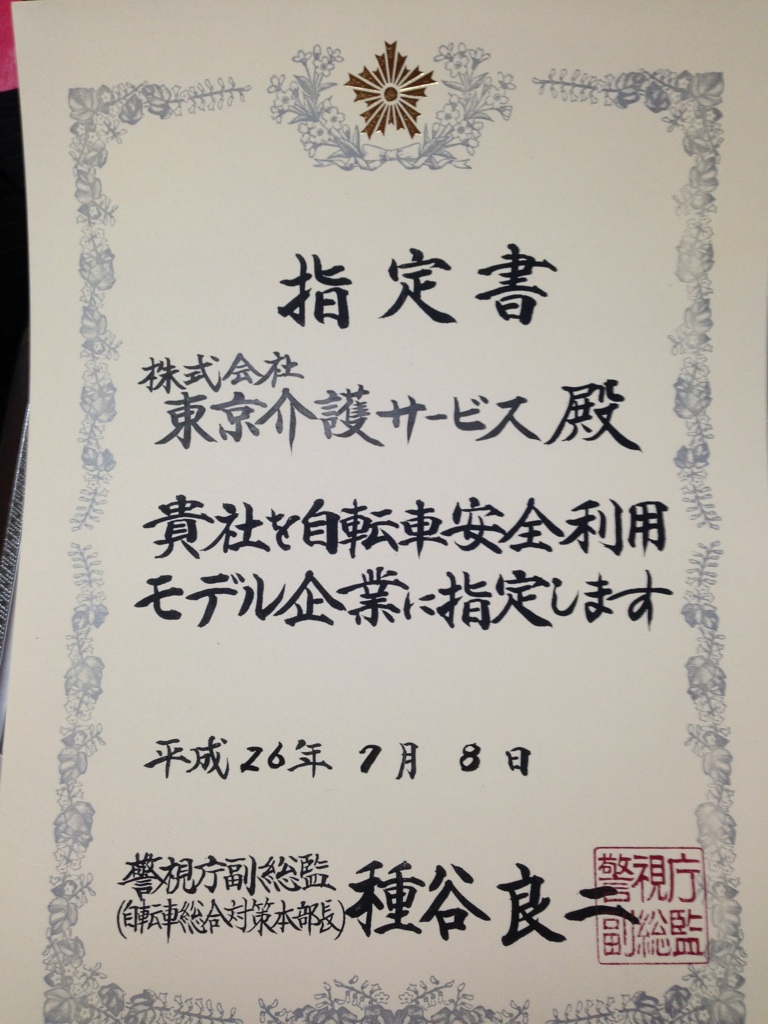 指定書
株式会社
東京介護サービス殿
貴社を自転車安全利用
モデル企業に指定します
平成26年 7月 8日
警視庁副総監
(自転車総合対策本部長)
種谷良二
警視庁
副総監